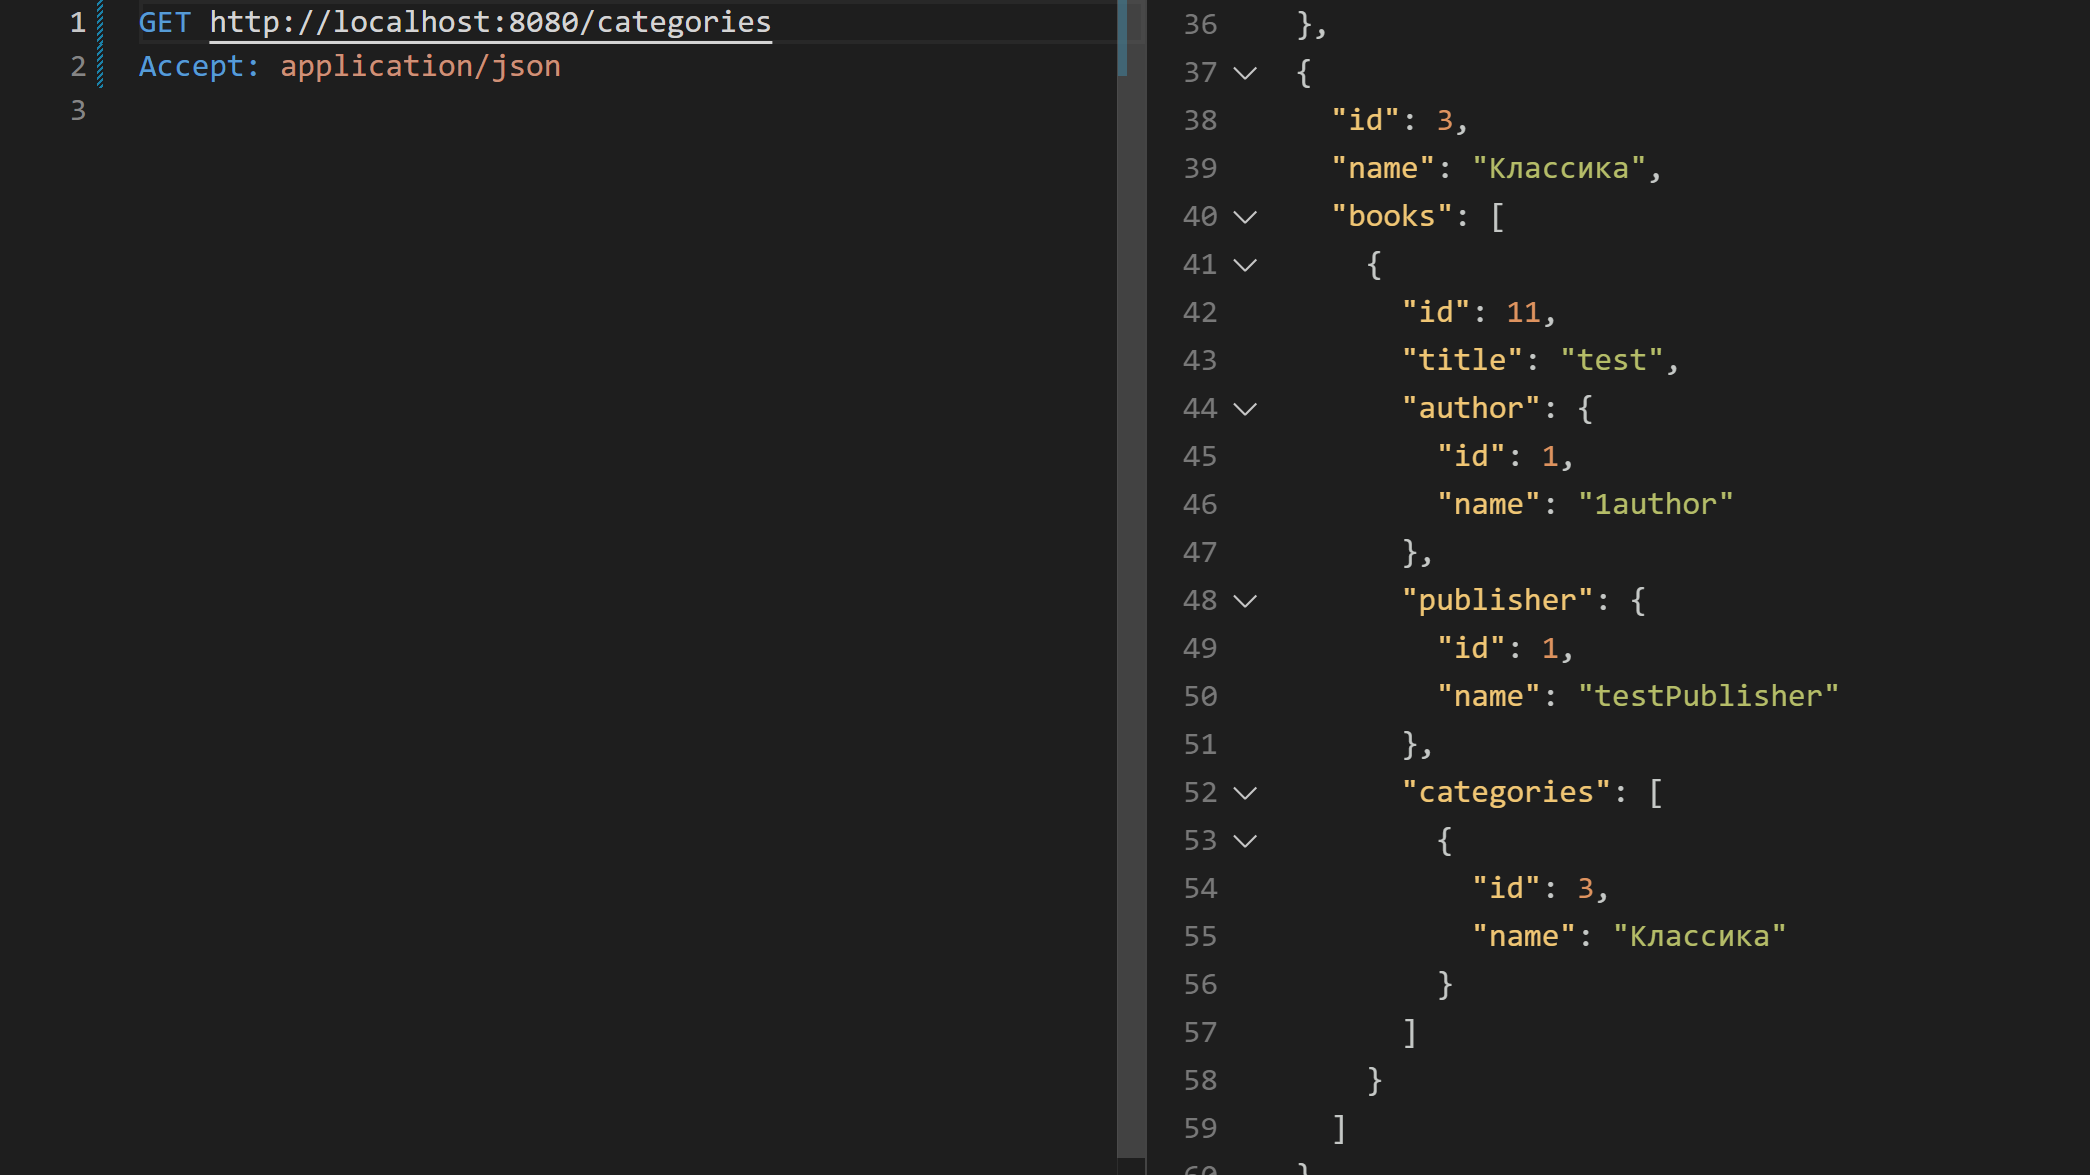 1 GET http://localhost:8080/categories
2 Accept: application/json
3
36 },
37 {
38 "id": 3,
39 "name": "Классика",
40 "books": [
41 {
42 "id": 11,
43 "title": "test",
44 "author": {
45 "id": 1,
46 "name": "1author"
47 },
48 "publisher": {
49 "id": 1,
50 "name": "testPublisher"
51 },
52 "categories": [
53 {
54 "id": 3,
55 "name": "Классика"
56 }
57 ]
58 }
59 ]
60 }